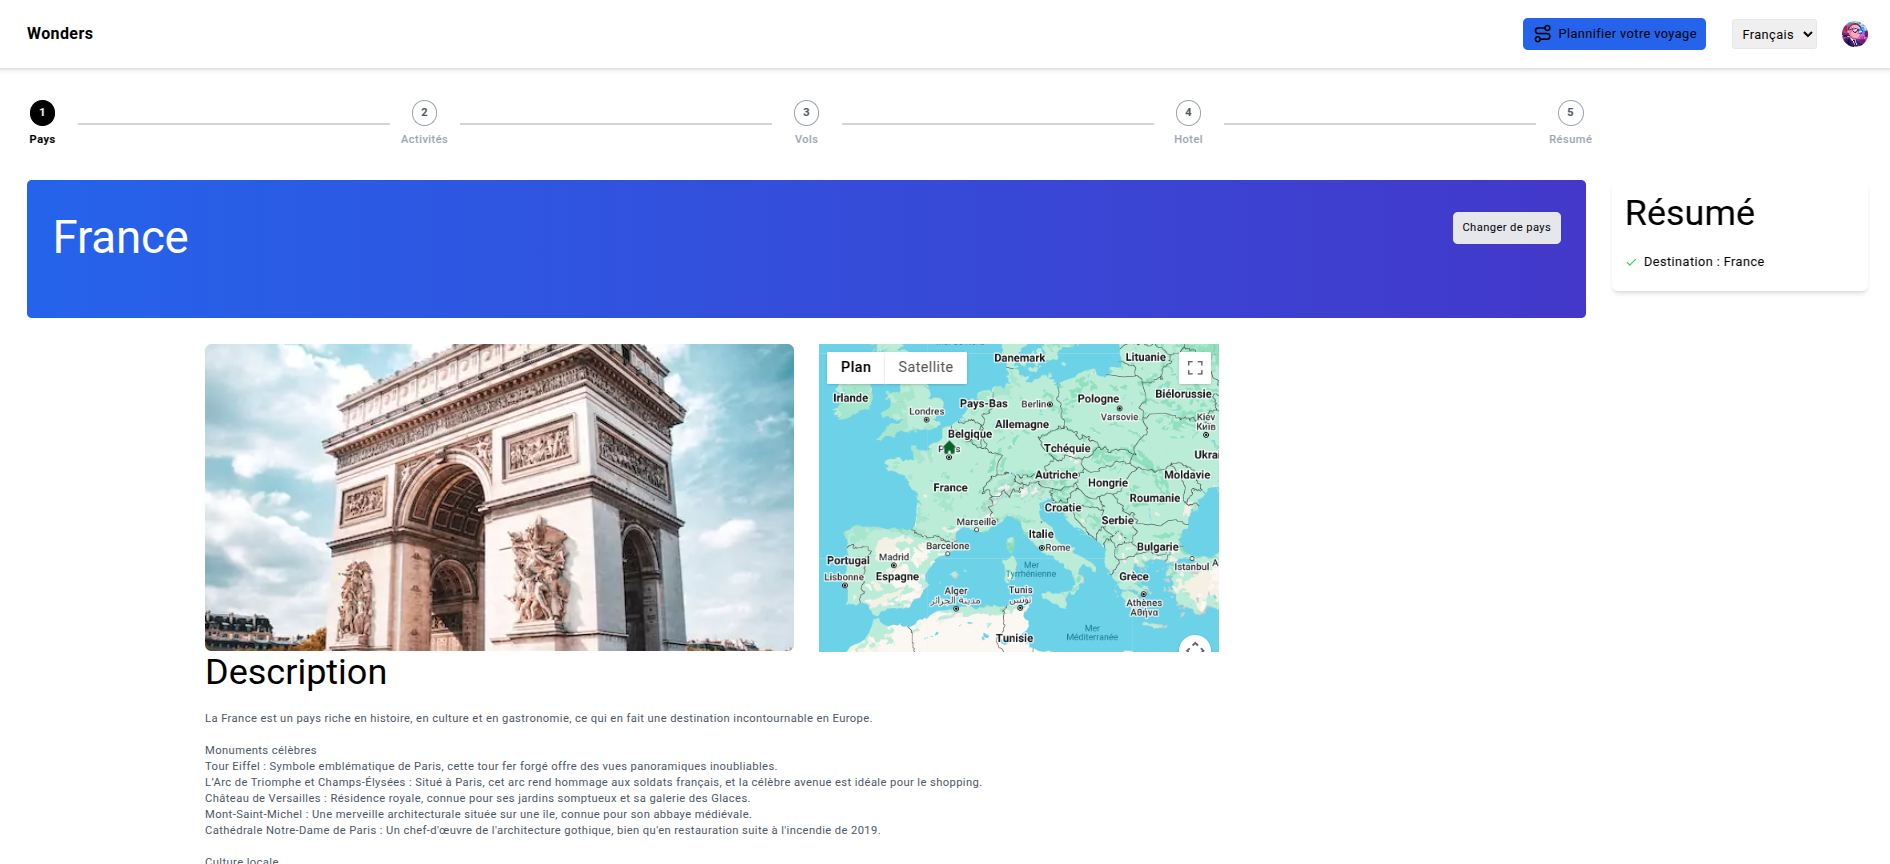 Wonders
Plannifier votre voyage
Français
1
2
3
4
5
Pays
Activités
Vols
Hotel
Résumé
France
Changer de pays
Résumé
Destination : France
Plan
Satellite
Danemark
Lituanie
Irlande
Londres
Pays-Bas
Berlin
Pologne
Varsovie
Biélorussie
Kiev
Київ
Belgique
Allemagne
Tchéquie
Ukra
Autriche
Hongrie
Moldavie
France
Roumanie
Croatie
Serbie
Marseille
Italie
Rome
Bulgarie
Barcelone
Madrid
Portugal
Espagne
Lisbonne
Mer
Tyrrhénienne
Grèce
Istanbul
Alger
مدينة الجزائر
Tunis
تونس
Athènes
Αθήνα
Tunisie
Mer
Méditerranée
Description
La France est un pays riche en histoire, en culture et en gastronomie, ce qui en fait une destination incontournable en Europe.
Monuments célèbres
Tour Eiffel : Symbole emblématique de Paris, cette tour fer forgé offre des vues panoramiques inoubliables.
L'Arc de Triomphe et Champs-Élysées : Situé à Paris, cet arc rend hommage aux soldats français, et la célèbre avenue est idéale pour le shopping.
Château de Versailles : Résidence royale, connue pour ses jardins somptueux et sa galerie des Glaces.
Mont-Saint-Michel : Une merveille architecturale située sur une île, connue pour son abbaye médiévale.
Cathédrale Notre-Dame de Paris : Un chef-d'œuvre de l'architecture gothique, bien qu'en restauration suite à l'incendie de 2019.
Culture locale